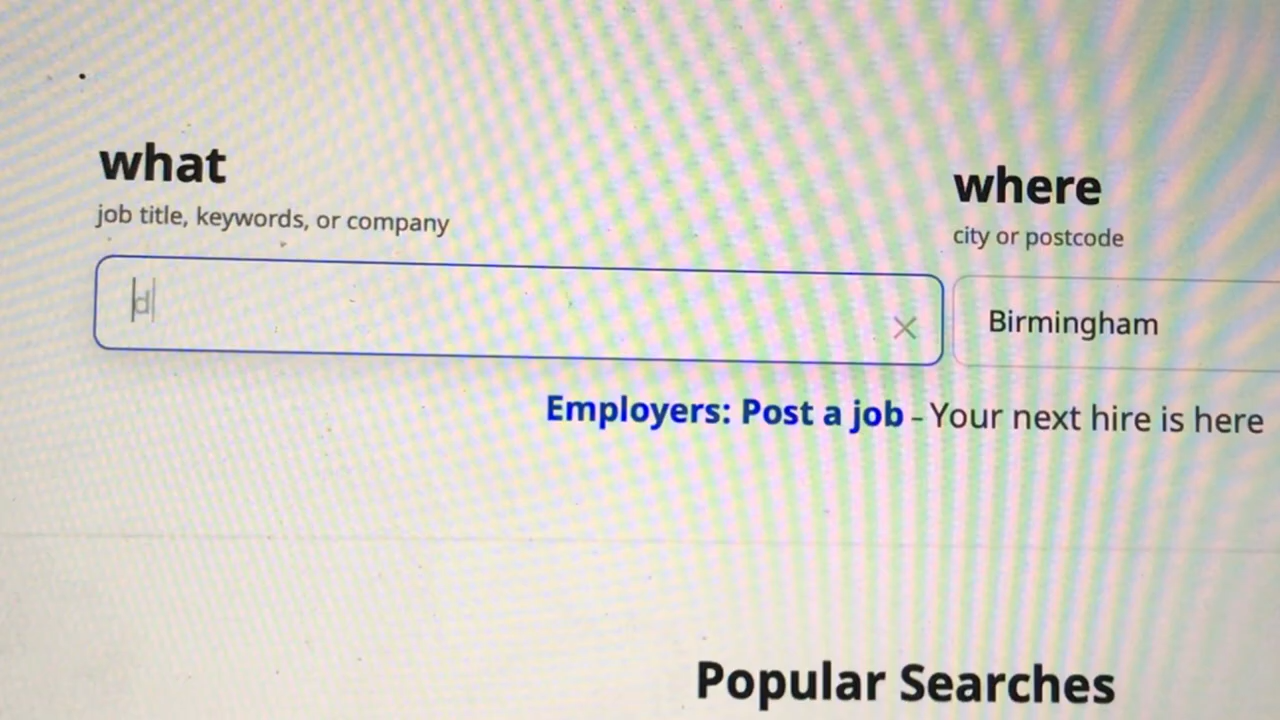 what
job title, keywords, or company
d
where
city or postcode
Birmingham
Employers: Post a job – Your next hire is here
Popular Searches